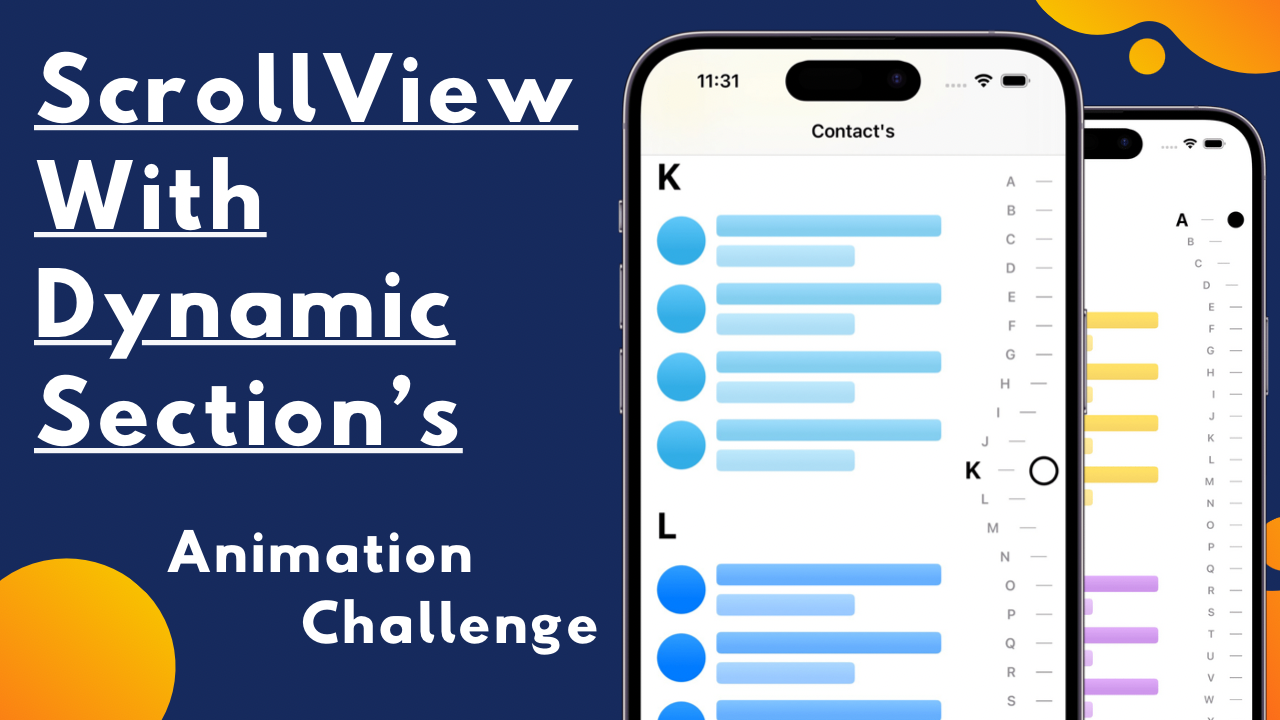 ScrollView
With
Dynamic
Section’s
Animation
Challenge
11:31
Contact's
K
L
A
B
C
D
E
F
G
H
I
J
K
L
M
N
O
P
Q
R
S
A
B
C
D
E
F
G
H
I
J
K
L
M
N
O
P
Q
R
S
T
U
V
W